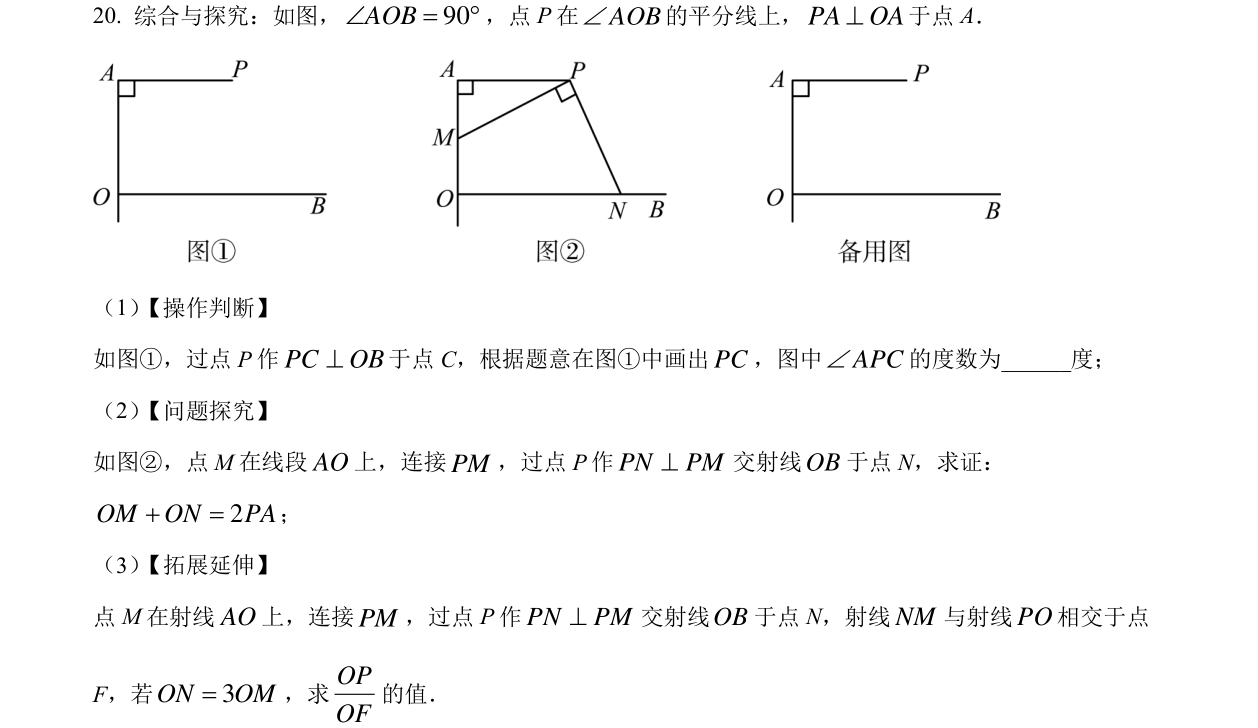 20. 综合与探究：如图，∠AOB = 90°，点 P 在∠AOB 的平分线上，PA ⊥ OA 于点 A．
A P O B
A P M O N B
A P O B
图① 图② 备用图
（1）【操作判断】
如图①，过点 P 作 PC ⊥ OB 于点 C，根据题意在图①中画出 PC，图中∠APC 的度数为______度；
（2）【问题探究】
如图②，点 M 在线段 AO 上，连接 PM，过点 P 作 PN ⊥ PM 交射线 OB 于点 N，求证：
OM + ON = 2PA；
（3）【拓展延伸】
点 M 在射线 AO 上，连接 PM，过点 P 作 PN ⊥ PM 交射线 OB 于点 N，射线 NM 与射线 PO 相交于点
F，若 ON = 3OM，求 OP/OF 的值．